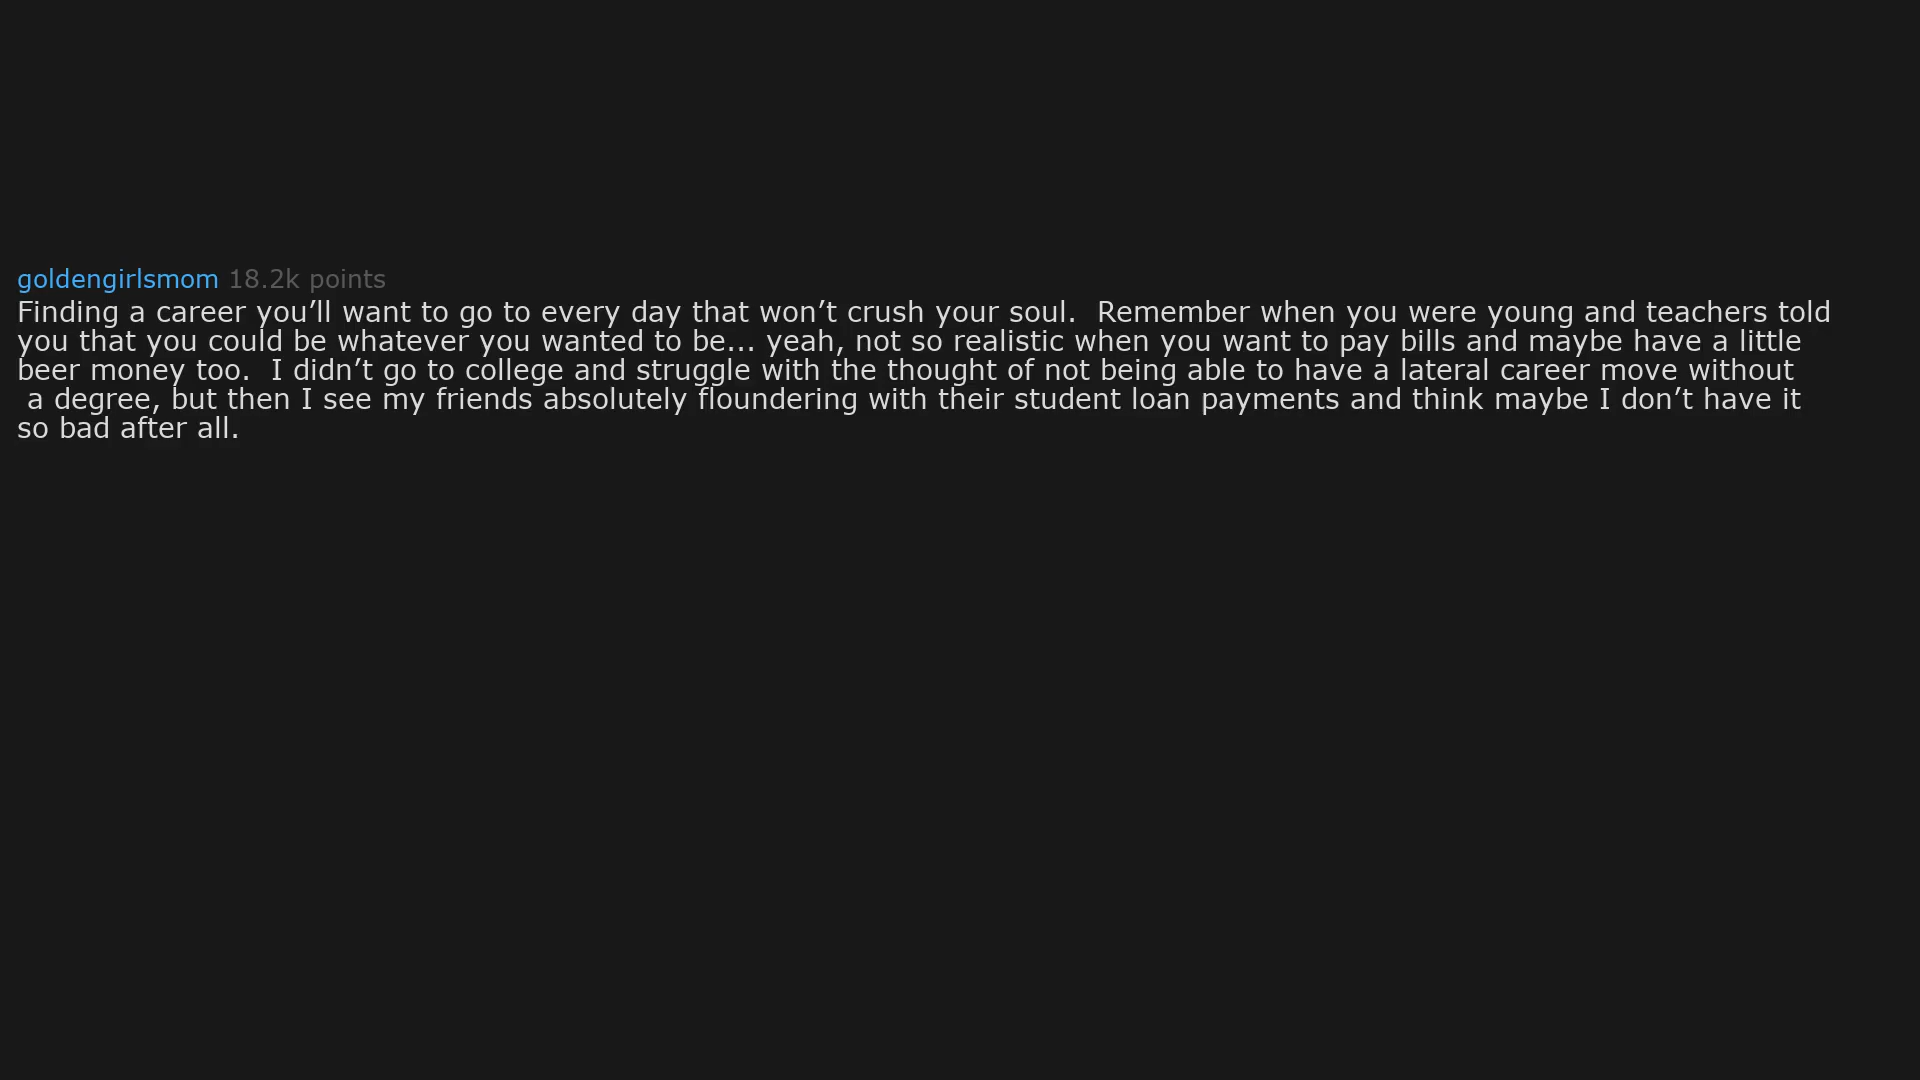 goldengirlsmom 18.2k points
Finding a career you’ll want to go to every day that won’t crush your soul.  Remember when you were young and teachers told
you that you could be whatever you wanted to be... yeah, not so realistic when you want to pay bills and maybe have a little
beer money too.  I didn’t go to college and struggle with the thought of not being able to have a lateral career move without
a degree, but then I see my friends absolutely floundering with their student loan payments and think maybe I don’t have it
so bad after all.